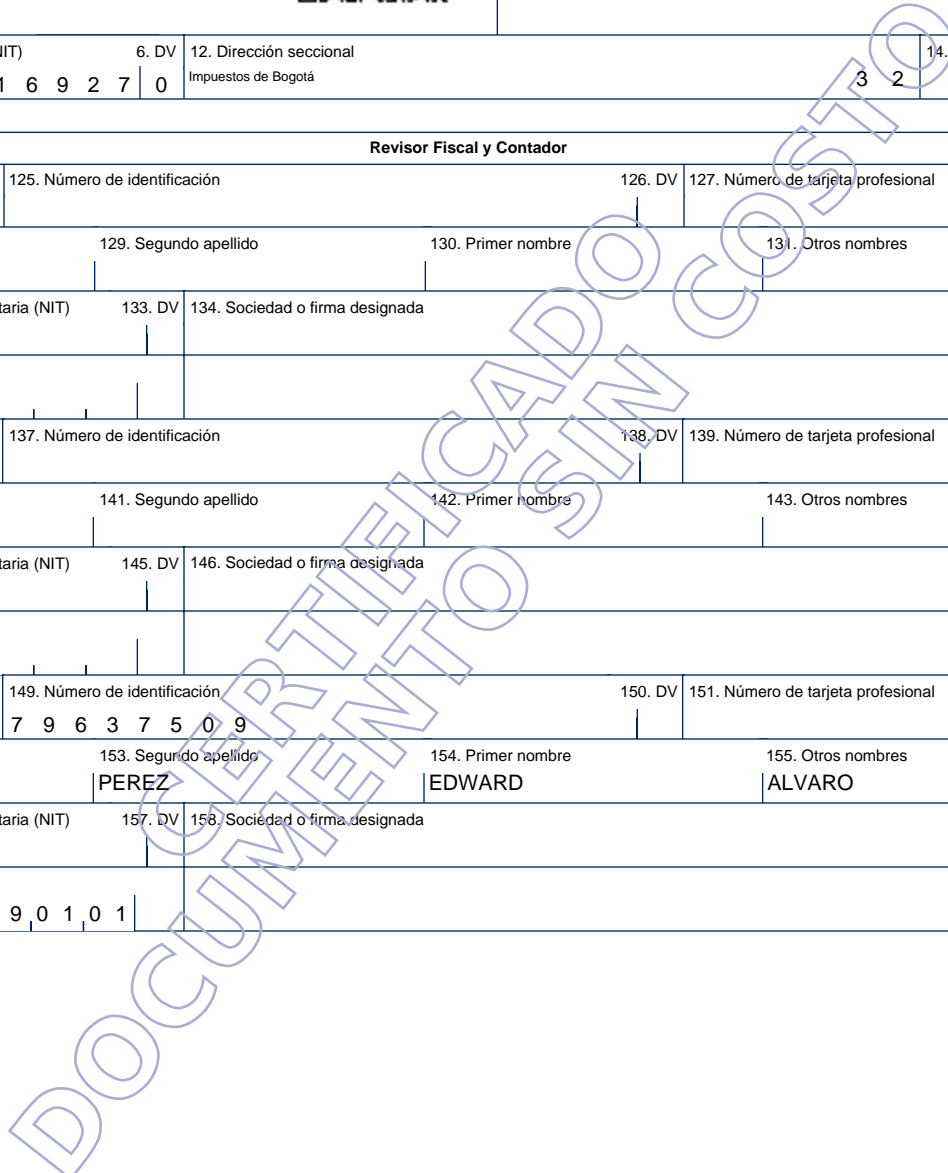 6. DV 12. Dirección seccional 14.
6 9 2 7 0 Impuestos de Bogotá 3 2
Revisor Fiscal y Contador
125. Número de identificación 126. DV 127. Número de tarjeta profesional
129. Segundo apellido 130. Primer nombre 131. Otros nombres
(NIT) 133. DV 134. Sociedad o firma designada
137. Número de identificación 138. DV 139. Número de tarjeta profesional
141. Segundo apellido 142. Primer nombre 143. Otros nombres
(NIT) 145. DV 146. Sociedad o firma designada
149. Número de identificación 150. DV 151. Número de tarjeta profesional
7 9 6 3 7 5 0 9
153. Segundo apellido 154. Primer nombre 155. Otros nombres
PEREZ EDWARD ALVARO
(NIT) 157. DV 158. Sociedad o firma designada
9 0 1 0 1
CERTIFICADO
DOCUMENTO SIN COSTO